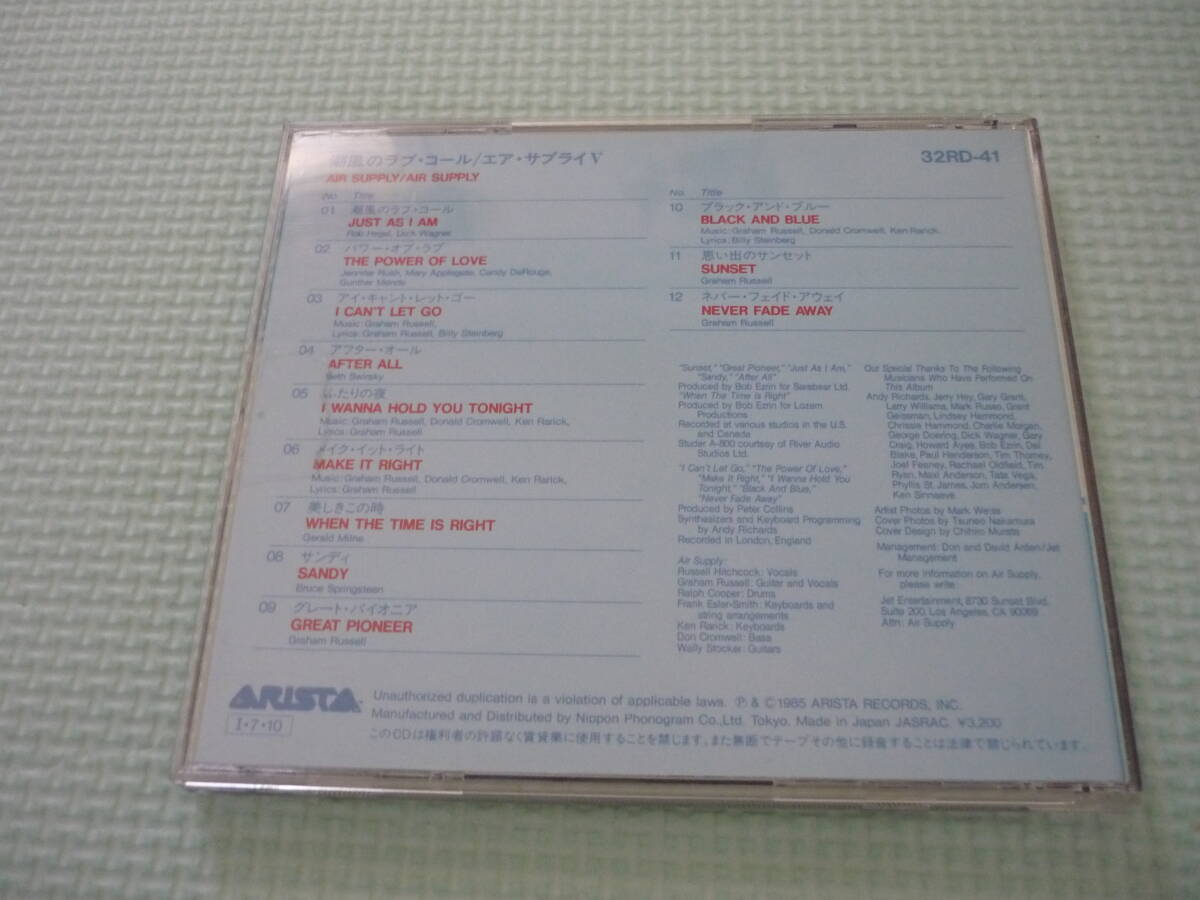 潮風のラブ・コール/エア・サプライV
AIR SUPPLY/AIR SUPPLY
32RD-41
No. Title
01 潮風のラブ・コール
JUST AS I AM
Rob Hegel, Dick Wagner
02 パワー・オブ・ラブ
THE POWER OF LOVE
Jennifer Rush, Mary Applegate, Candy DeRouge,
Gunther Mende
03 アイ・キャント・レット・ゴー
I CAN'T LET GO
Music: Graham Russell,
Lyrics: Graham Russell, Billy Steinberg
04 アフター・オール
AFTER ALL
Seth Swirsky
05 ふたりの夜
I WANNA HOLD YOU TONIGHT
Music: Graham Russell, Donald Cromwell, Ken Rarick,
Lyrics: Graham Russell
06 メイク・イット・ライト
MAKE IT RIGHT
Music: Graham Russell, Donald Cromwell, Ken Rarick,
Lyrics: Graham Russell
07 美しきこの時
WHEN THE TIME IS RIGHT
Gerald Milne
08 サンディ
SANDY
Bruce Springsteen
09 グレート・パイオニア
GREAT PIONEER
Graham Russell
No. Title
10 ブラック・アンド・ブルー
BLACK AND BLUE
Music: Graham Russell, Donald Cromwell, Ken Rarick,
Lyrics: Billy Steinberg
11 思い出のサンセット
SUNSET
Graham Russell
12 ネバー・フェイド・アウェイ
NEVER FADE AWAY
Graham Russell
"Sunset," "Great Pioneer," "Just As I Am,"
"Sandy," "After All"
Produced by Bob Ezrin for Sarabear Ltd.
"When The Time is Right"
Produced by Bob Ezrin for Lozem
Productions
Recorded at various studios in the U.S.
and Canada
Studer A-800 courtesy of River Audio
Studios Ltd.
"I Can't Let Go," "The Power Of Love,"
"Make It Right," "I Wanna Hold You
Tonight," "Black And Blue,"
"Never Fade Away"
Produced by Peter Collins
Synthesizers and Keyboard Programming
by Andy Richards
Recorded in London, England
Air Supply:
Russell Hitchcock: Vocals
Graham Russell: Guitar and Vocals
Ralph Cooper: Drums
Frank Esler-Smith: Keyboards and
string arrangements
Ken Rarick: Keyboards
Don Cromwell: Bass
Wally Stocker: Guitars
Our Special Thanks To The Following
Musicians Who Have Performed On
This Album
Andy Richards, Jerry Hey, Gary Grant,
Larry Williams, Mark Russo, Grant
Geissman, Lindsey Hammond,
Chrissie Hammond, Charlie Morgan,
George Doering, Dick Wagner, Gary
Craig, Howard Ayee, Bob Ezrin, Del
Blake, Paul Henderson, Tim Thorney,
Joel Feeney, Rachael Oldfield, Tim
Ryan, Maxi Anderson, Tata Vega,
Phyllis St. James, Jorn Andersen,
Ken Sinnaeve
Artist Photos by Mark Weiss
Cover Photos by Tsuneo Nakamura
Cover Design by Chihiro Murato
Management: Don and David Arden/Jet
Management
For more information on Air Supply,
please write:
Jet Entertainment, 8730 Sunset Blvd.
Suite 200, Los Angeles, CA 90069
Attn: Air Supply
ARISTA
I・7・10
Unauthorized duplication is a violation of applicable laws. ℗ & © 1985 ARISTA RECORDS, INC.
Manufactured and Distributed by Nippon Phonogram Co., Ltd. Tokyo. Made in Japan JASRAC ¥3,200
このCDは権利者の許諾なく賃貸業に使用することを禁じます。また無断でテープその他に録音することは法律で禁じられています。